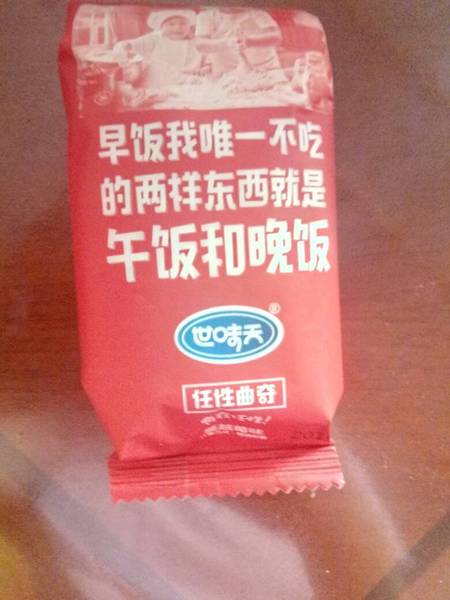 早饭我唯一不吃
的两样东西就是
午饭和晚饭
世味天
®
任性曲奇